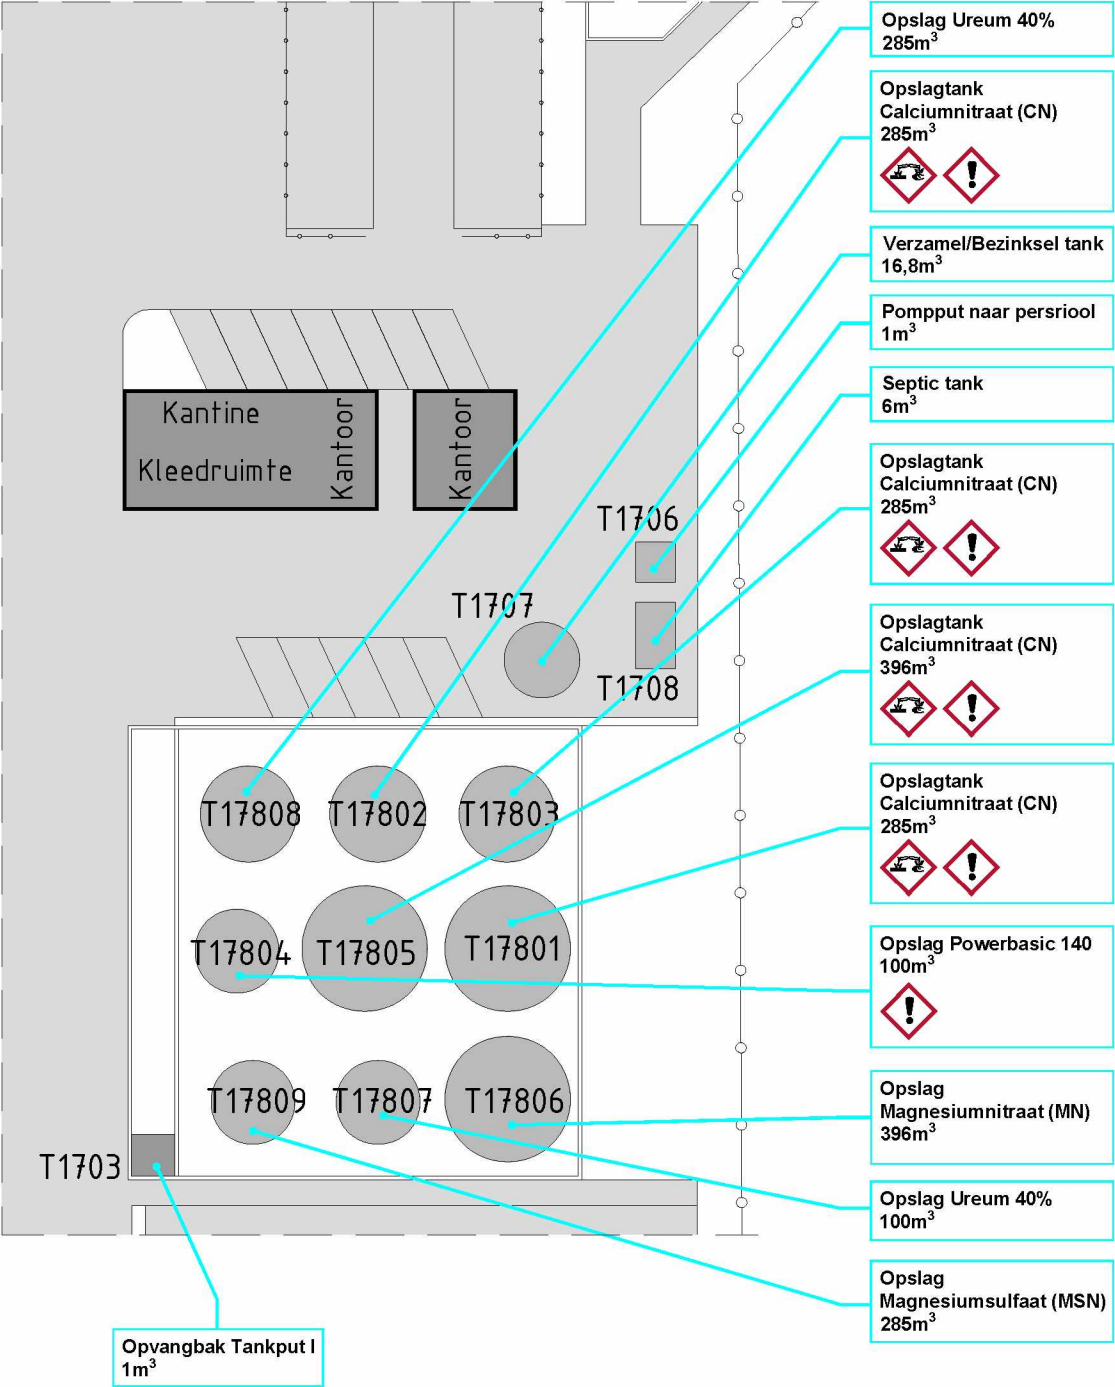 Opslag Ureum 40%
285m³
Opslagtank
Calciumnitraat (CN)
285m³
Verzamel/Bezinksel tank
16,8m³
Pompput naar persriool
1m³
Septic tank
6m³
Opslagtank
Calciumnitraat (CN)
285m³
Opslagtank
Calciumnitraat (CN)
396m³
Opslagtank
Calciumnitraat (CN)
285m³
Opslag Powerbasic 140
100m³
Opslag
Magnesiumnitraat (MN)
396m³
Opslag Ureum 40%
100m³
Opslag
Magnesiumsulfaat (MSN)
285m³
Kantine
Kleedruimte
Kantoor
Kantoor
T1706
T1707
T1708
T17808
T17802
T17803
T17804
T17805
T17801
T17809
T17807
T17806
T1703
Opvangbak Tankput I
1m³